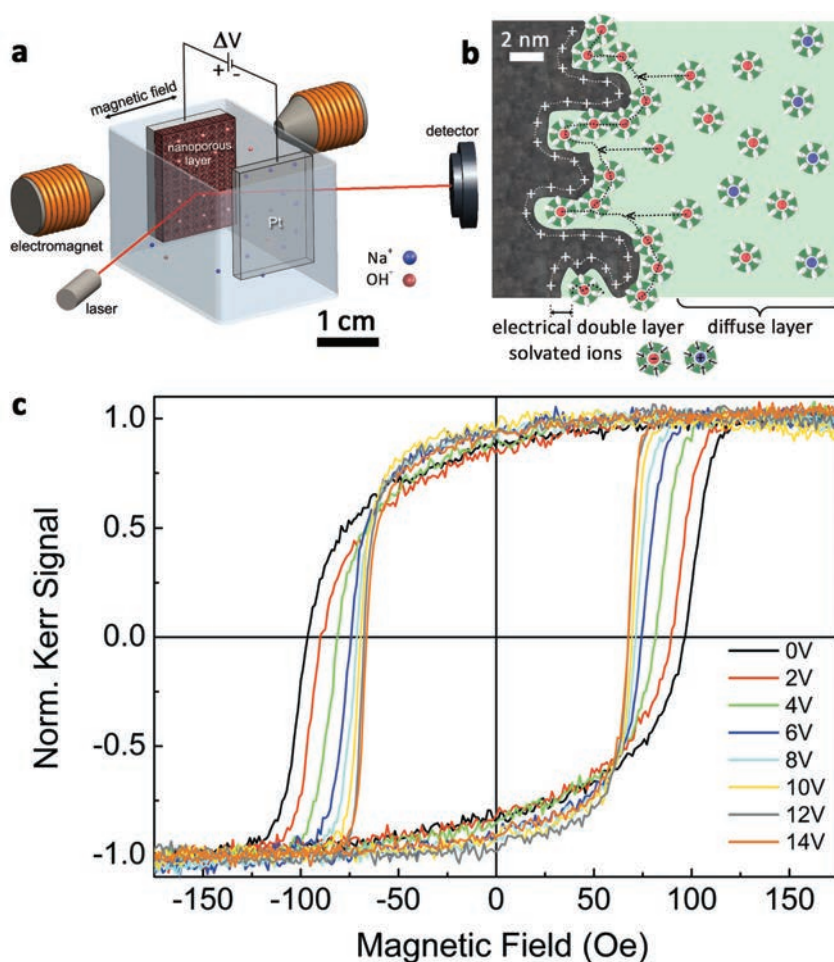 a
ΔV
+ -
magnetic field
nanoporous layer
detector
electromagnet
Pt
Na+
OH-
laser
1 cm
b
2 nm
electrical double layer
diffuse layer
solvated ions
c
Norm. Kerr Signal
1.0
0.5
0.0
-0.5
-1.0
0V
2V
4V
6V
8V
10V
12V
14V
-150 -100 -50 0 50 100 150
Magnetic Field (Oe)